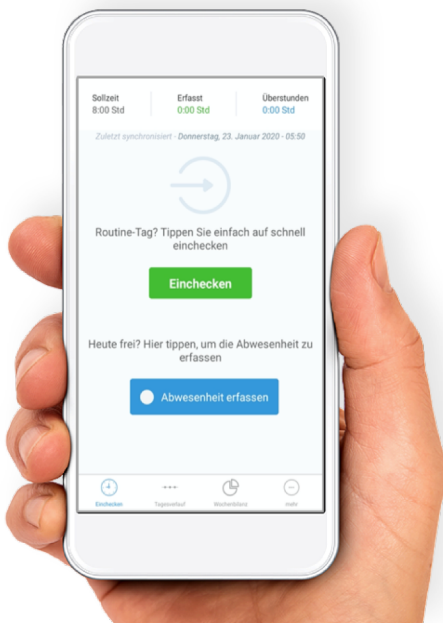 Sollzeit Erfasst Überstunden
8:00 Std 0:00 Std 0:00 Std
Zuletzt synchronisiert - Donnerstag, 23. Januar 2020 - 05:50
Routine-Tag? Tippen Sie einfach auf schnell
einchecken
Einchecken
Heute frei? Hier tippen, um die Abwesenheit zu
erfassen
Abwesenheit erfassen
Einchecken Tagesverlauf Wochenbilanz mehr